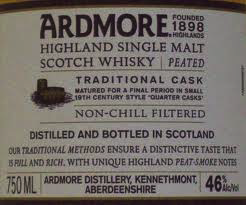 ARDMORE. FOUNDED 1898 HIGHLANDS
HIGHLAND SINGLE MALT
SCOTCH WHISKY | PEATED
TRADITIONAL CASK
MATURED FOR A FINAL PERIOD IN SMALL
19TH CENTURY STYLE 'QUARTER CASKS'
NON-CHILL FILTERED
DISTILLED AND BOTTLED IN SCOTLAND
OUR TRADITIONAL METHODS ENSURE A DISTINCTIVE TASTE THAT
IS FULL AND RICH, WITH UNIQUE HIGHLAND PEAT-SMOKE NOTES
750 ML
ARDMORE DISTILLERY, KENNETHMONT,
ABERDEENSHIRE
46% Alc/Vol